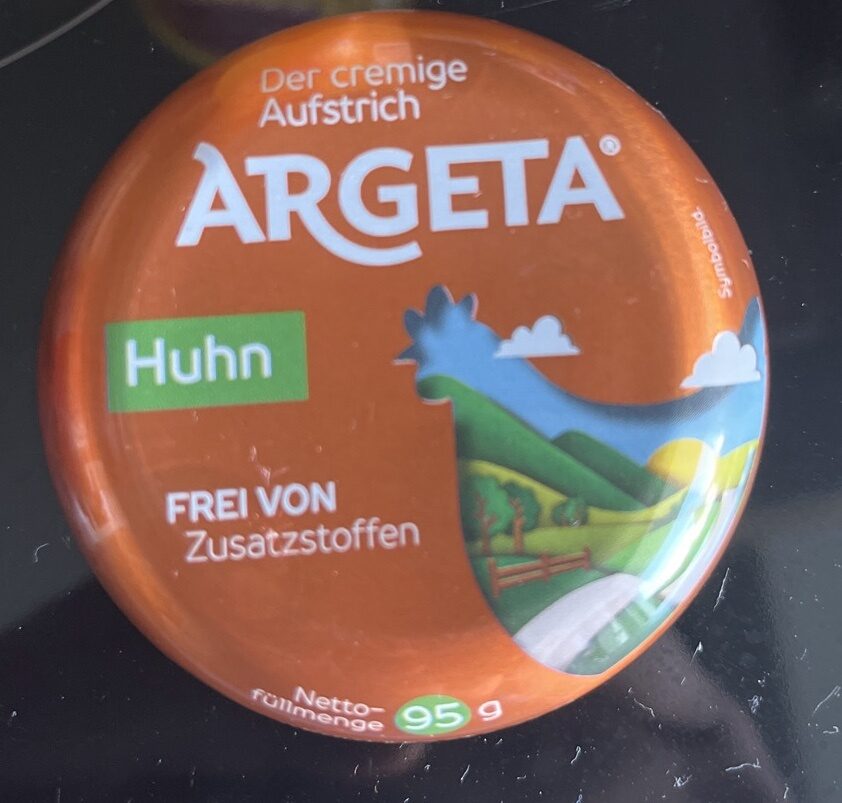 Der cremige
Aufstrich
ARGETA®
Symbolbild.
Huhn
FREI VON
Zusatzstoffen
Netto-
füllmenge 95 g